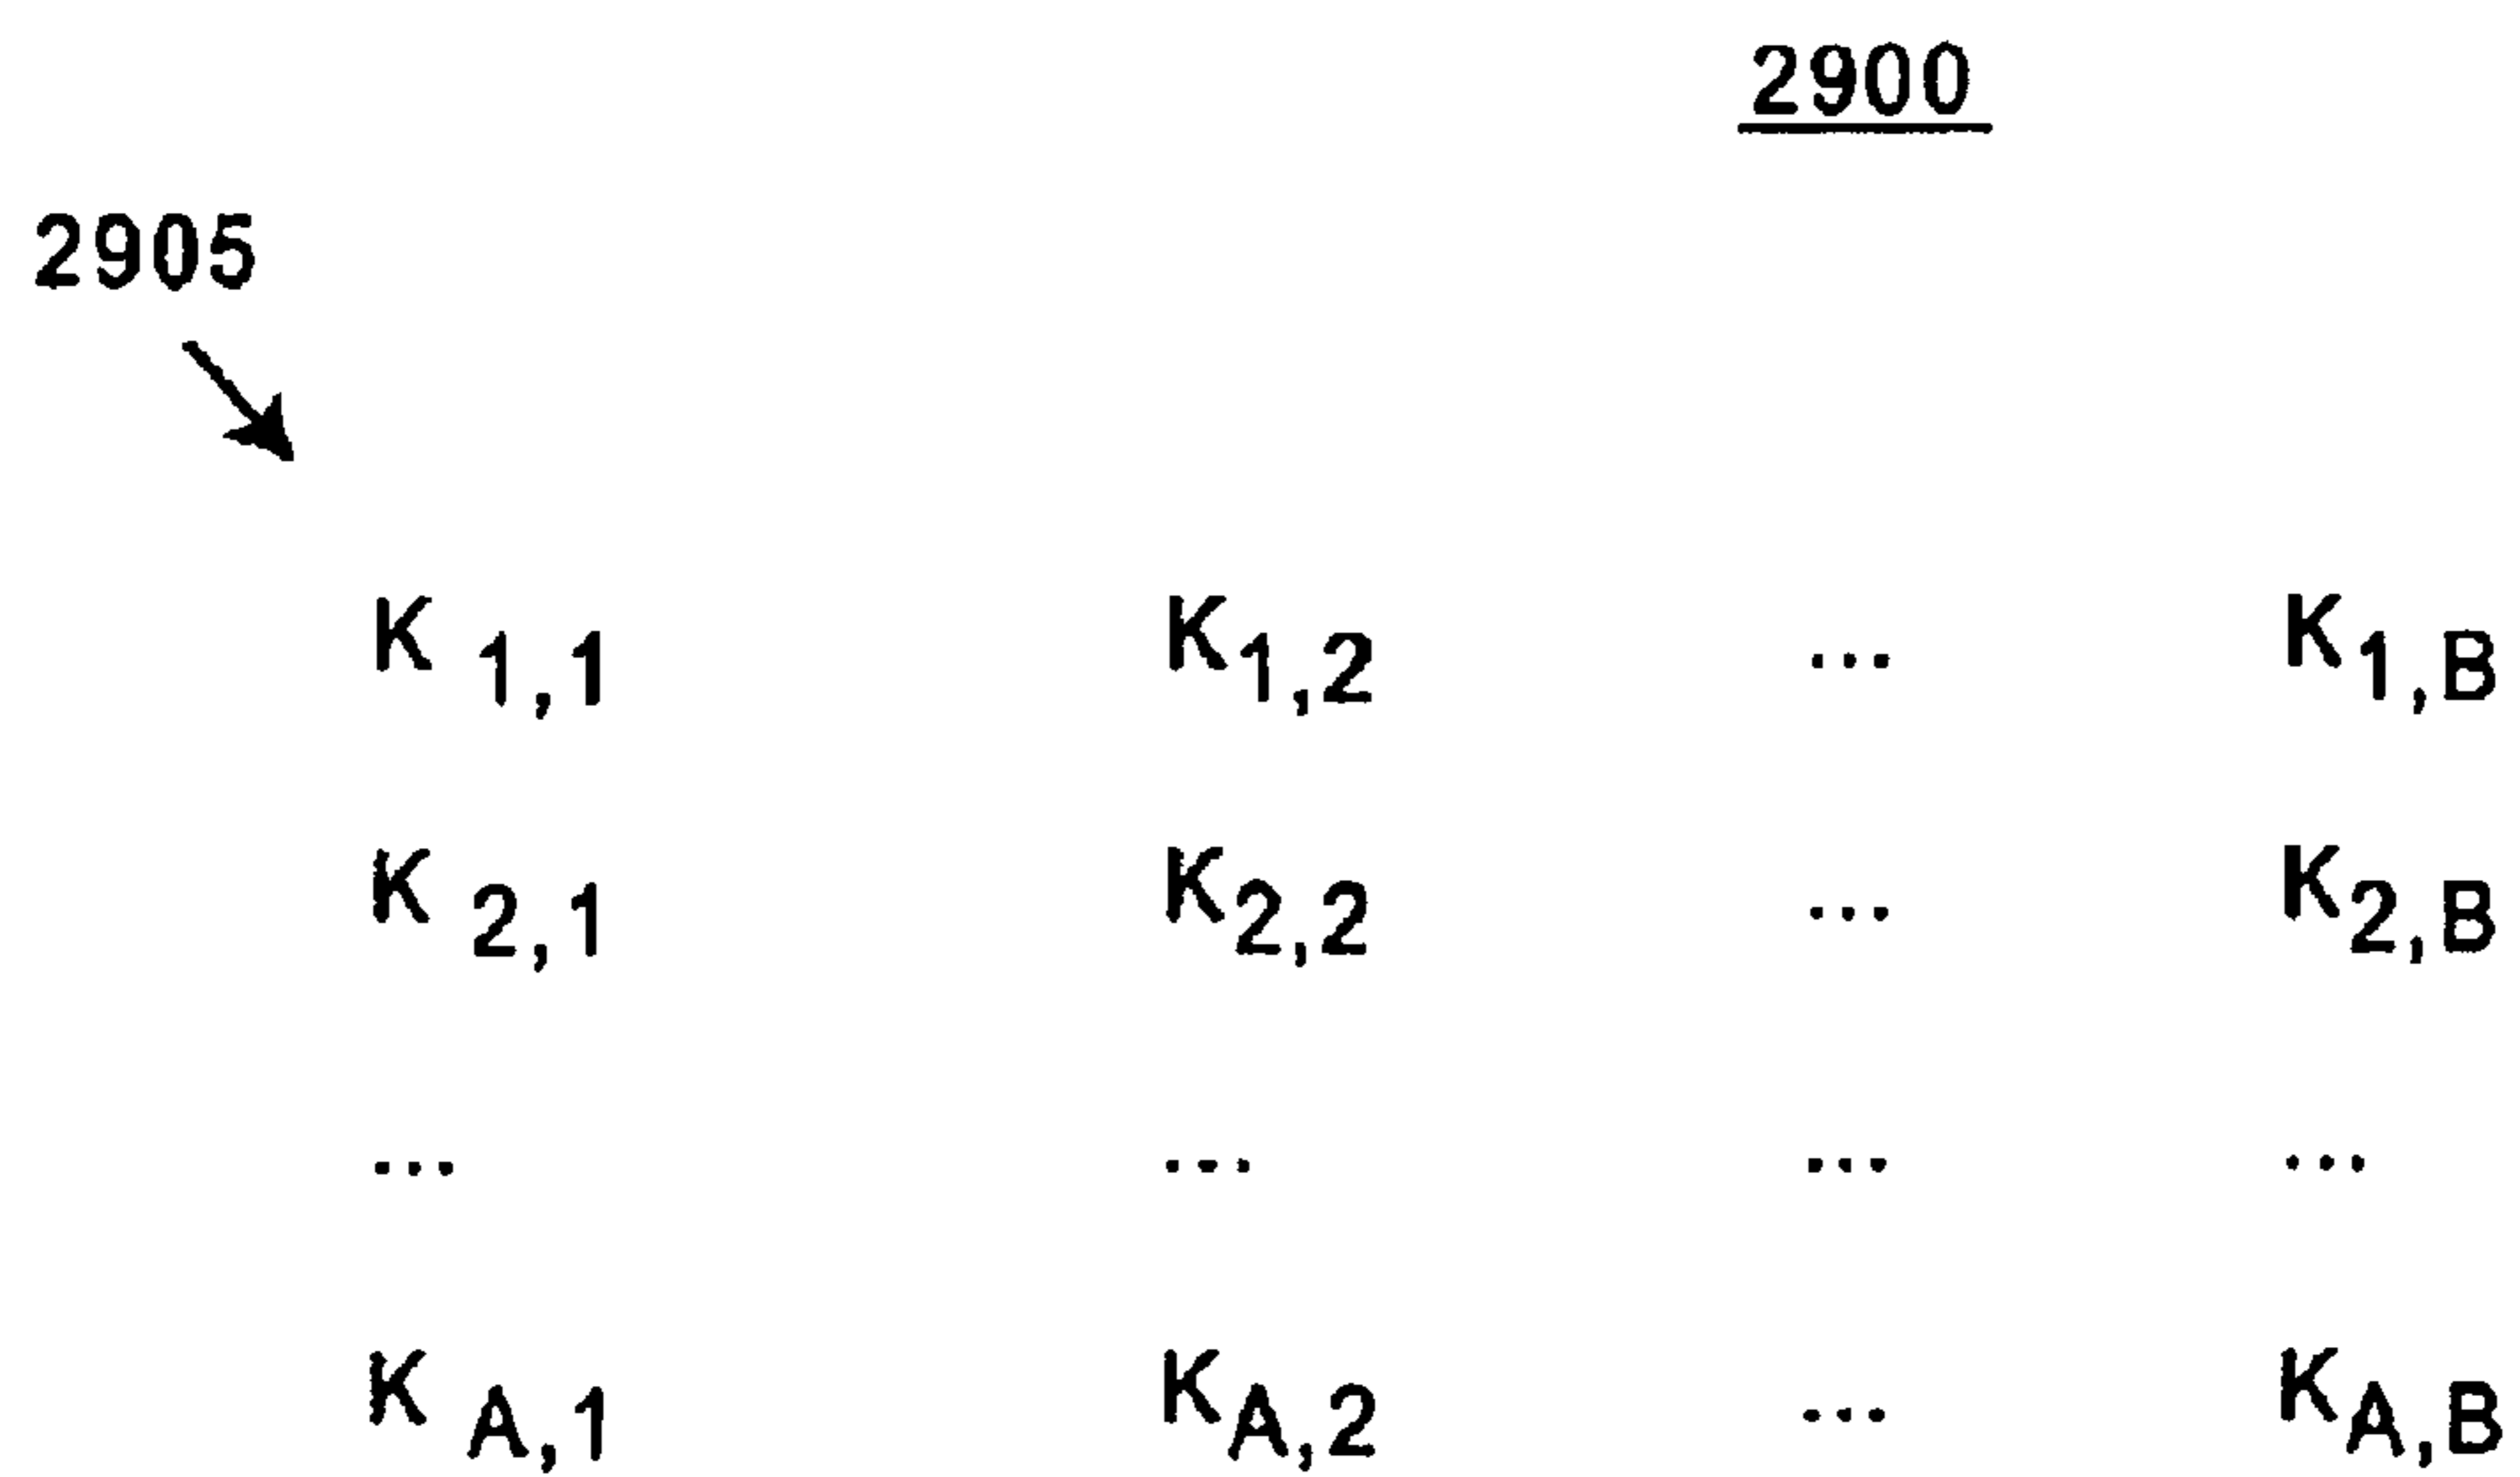 2900
2905
K 1,1 K1,2 ... K1,B
K 2,1 K2,2 ... K2,B
... ... ... ...
K A,1 KA,2 ... KA,B